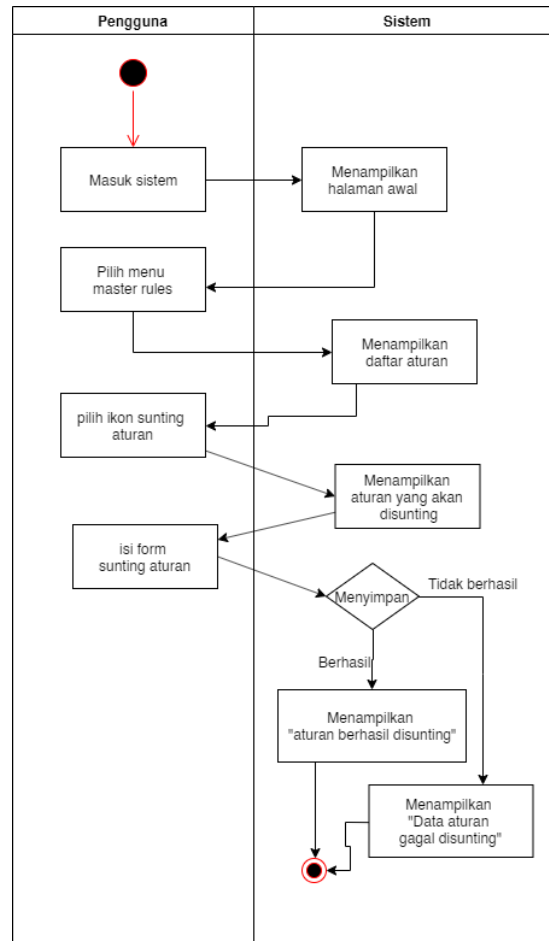 Pengguna
Sistem
Masuk sistem
Menampilkan
halaman awal
Pilih menu
master rules
Menampilkan
daftar aturan
pilih ikon sunting
aturan
Menampilkan
aturan yang akan
disunting
isi form
sunting aturan
Menyimpan
Tidak berhasil
Berhasil
Menampilkan
"aturan berhasil disunting"
Menampilkan
"Data aturan
gagal disunting"